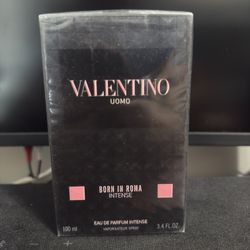 VALENTINO
UOMO
BORN IN ROMA
INTENSE
EAU DE PARFUM INTENSE
VAPORISATEUR SPRAY
100 ml
3.4 FL.OZ.